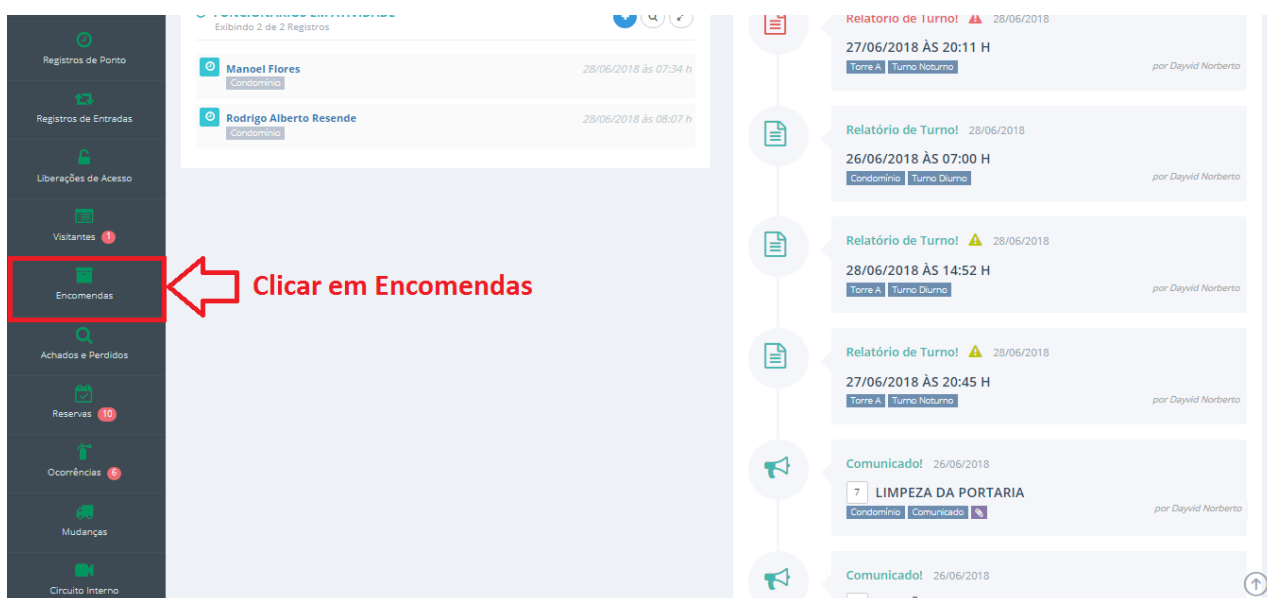 Registros de Ponto
Registros de Entradas
Liberações de Acesso
Visitantes 1
Encomendas
Achados e Perdidos
Reservas 10
Ocorrências 6
Mudanças
Circuito Interno
FUNCIONÁRIOS EM ATIVIDADE
Exibindo 2 de 2 Registros
Manoel Flores 28/06/2018 às 07:34 h
Condomínio
Rodrigo Alberto Resende 28/06/2018 às 08:07 h
Condomínio
Clicar em Encomendas
Relatório de Turno! 28/06/2018
27/06/2018 ÀS 20:11 H
Torre A Turno Noturno por Dayvid Norberto
Relatório de Turno! 28/06/2018
26/06/2018 ÀS 07:00 H
Condomínio Turno Diurno por Dayvid Norberto
Relatório de Turno! 28/06/2018
28/06/2018 ÀS 14:52 H
Torre A Turno Diurno por Dayvid Norberto
Relatório de Turno! 28/06/2018
27/06/2018 ÀS 20:45 H
Torre A Turno Noturno por Dayvid Norberto
Comunicado! 26/06/2018
7 LIMPEZA DA PORTARIA
Condomínio Comunicado por Dayvid Norberto
Comunicado! 26/06/2018